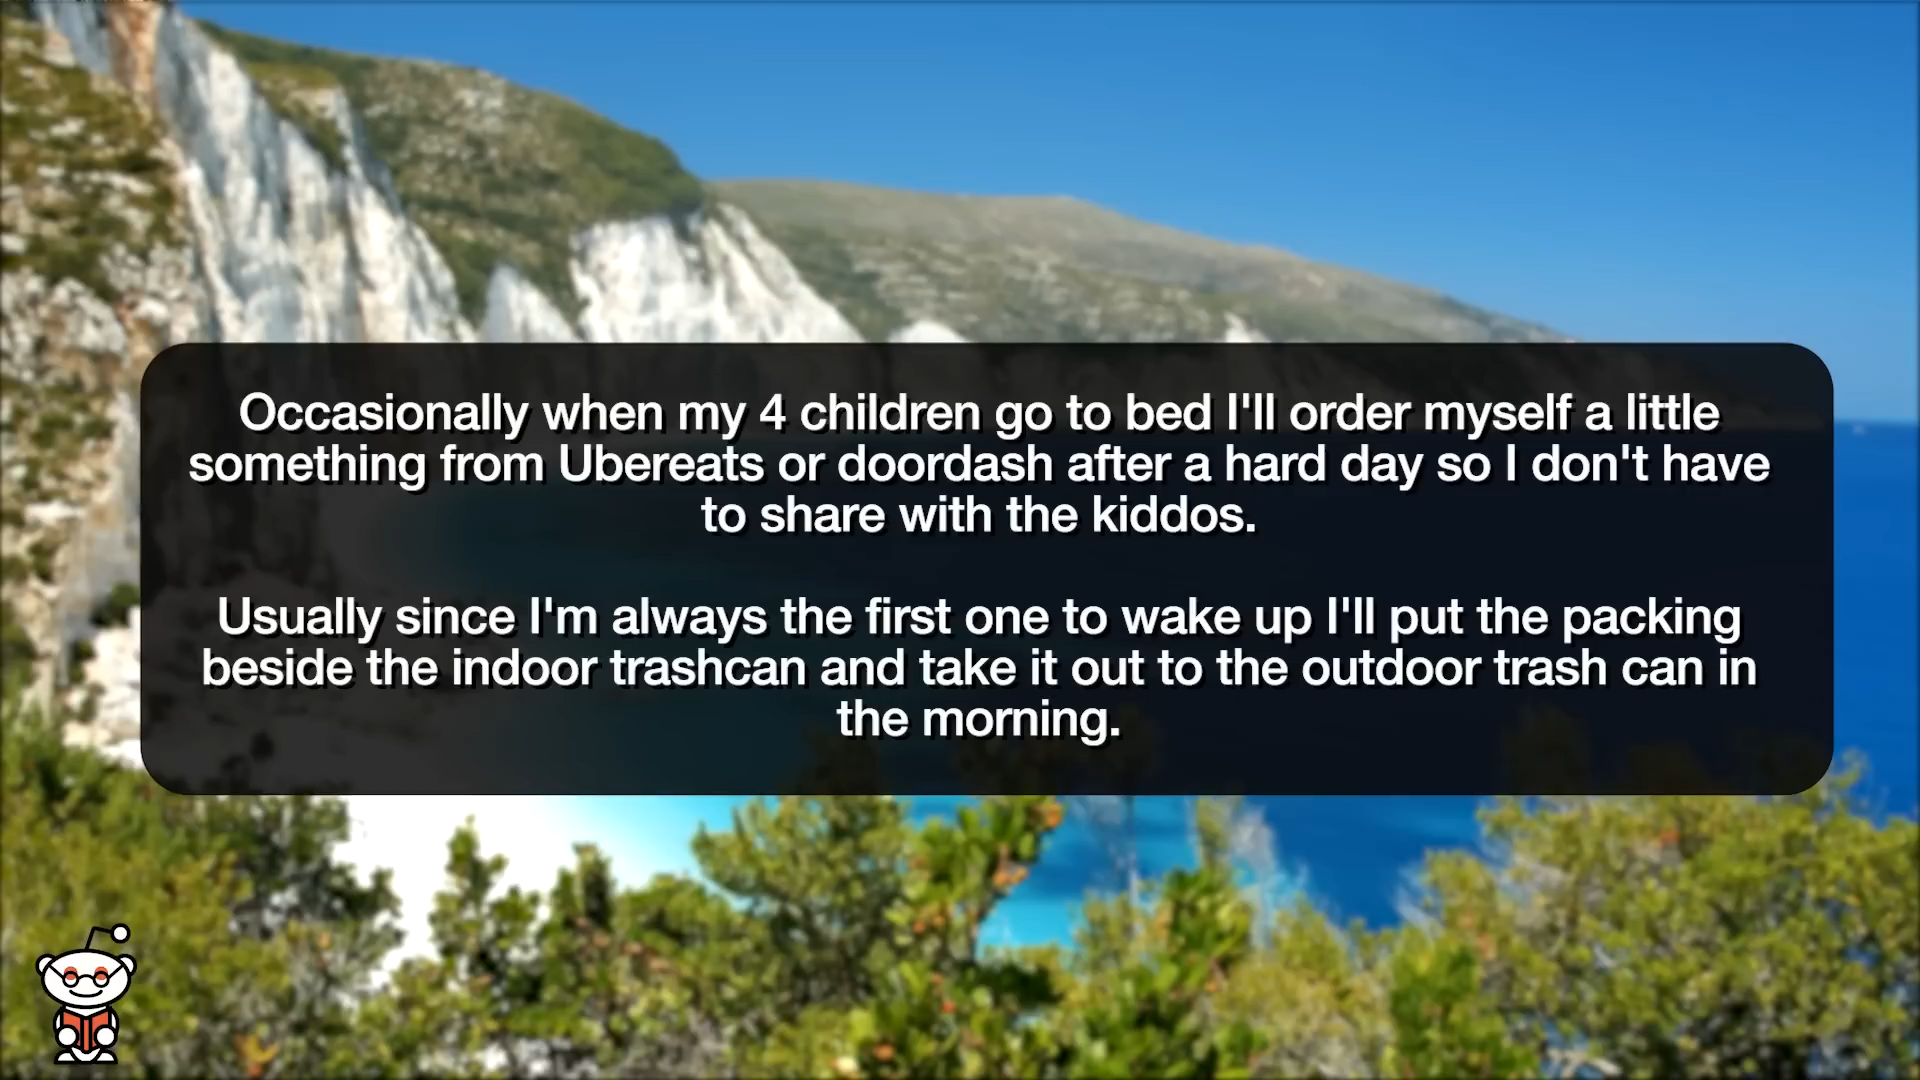 Occasionally when my 4 children go to bed I'll order myself a little
something from Ubereats or doordash after a hard day so I don't have
to share with the kiddos.
Usually since I'm always the first one to wake up I'll put the packing
beside the indoor trashcan and take it out to the outdoor trash can in
the morning.